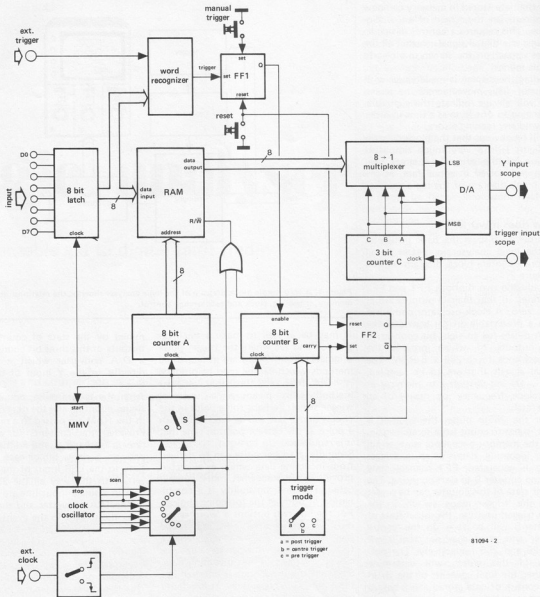 manual
trigger
ext.
trigger
word
recognizer
trigger
set
set
FF1
Q
reset
reset
D0
input
D7
8 bit
latch
clock
8
data
input
RAM
data
output
R/W̅
address
8
8 → 1
multiplexer
C B A
LSB
MSB
D/A
Y input
scope
trigger input
scope
3 bit
counter C
clock
8
8 bit
counter A
clock
enable
8 bit
counter B
carry
clock
reset
set
FF2
Q
Q̅
8
start
MMV
S
scan
stop
clock
oscillator
trigger
mode
a
b
c
a = post trigger
b = centre trigger
c = pre trigger
ext.
clock
81094 - 2